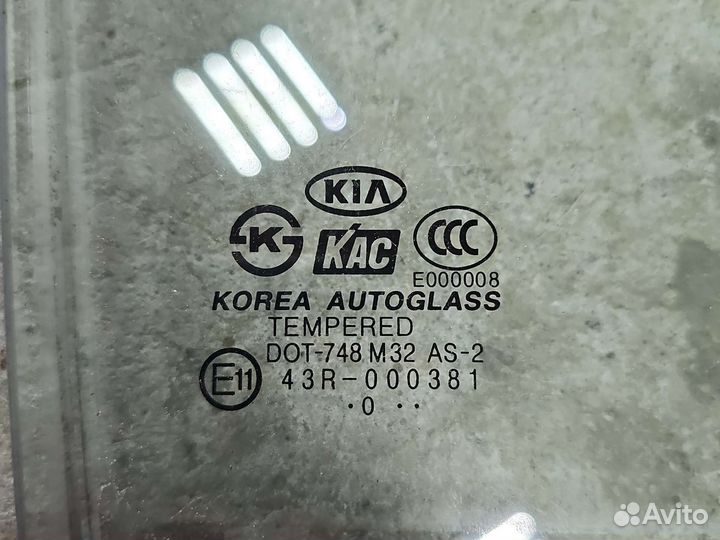 KIA
K KAC CCC
E000008
KOREA AUTOGLASS
TEMPERED
DOT-748 M32 AS-2
E11 43R-000381
·0 ··
Avito